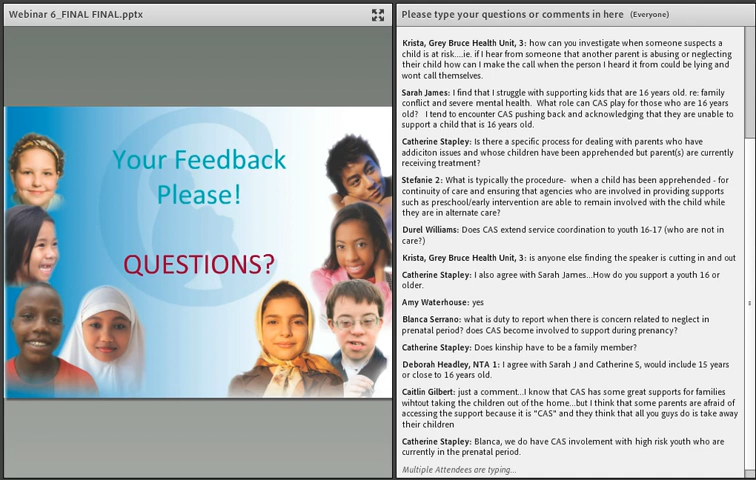 Webinar 6_FINAL FINAL.pptx
Your Feedback
Please!
QUESTIONS?
Please type your questions or comments in here (Everyone)
Krista, Grey Bruce Health Unit, 3: how can you investigate when someone suspects a
child is at risk....ie. if I hear from someone that another parent is abusing or neglecting
their child how can I make the call when the person I heard it from could be lying and
wont call themselves.
Sarah James: I find that I struggle with supporting kids that are 16 years old. re: family
conflict and severe mental health. What role can CAS play for those who are 16 years
old? I tend to encounter CAS pushing back and acknowledging that they are unable to
support a child that is 16 years old.
Catherine Stapley: Is there a specific process for dealing with parents who have
addiciton issues and whose children have been apprehended but parent(s) are currently
receiving treatment?
Stefanie 2: What is typically the procedure- when a child has been apprehended - for
continuity of care and ensuring that agencies who are involved in providing supports
such as preschool/early intervention are able to remain involved with the child while
they are in alternate care?
Durel Williams: Does CAS extend service coordination to youth 16-17 (who are not in
care?)
Krista, Grey Bruce Health Unit, 3: is anyone else finding the speaker is cutting in and out
Catherine Stapley: I also agree with Sarah James...How do you support a youth 16 or
older.
Amy Waterhouse: yes
Blanca Serrano: what is duty to report when there is concern related to neglect in
prenatal period? does CAS become involved to support during prenancy?
Catherine Stapley: Does kinship have to be a family member?
Deborah Headley, NTA 1: I agree with Sarah J and Catherine S, would include 15 years
or close to 16 years old.
Caitlin Gilbert: just a comment...I know that CAS has some great supports for families
wihtout taking the children out of the home...but I think that some parents are afraid of
accessing the support because it is "CAS" and they think that all you guys do is take away
their children
Catherine Stapley: Blanca, we do have CAS involement with high risk youth who are
currently in the prenatal period.
Multiple Attendees are typing...